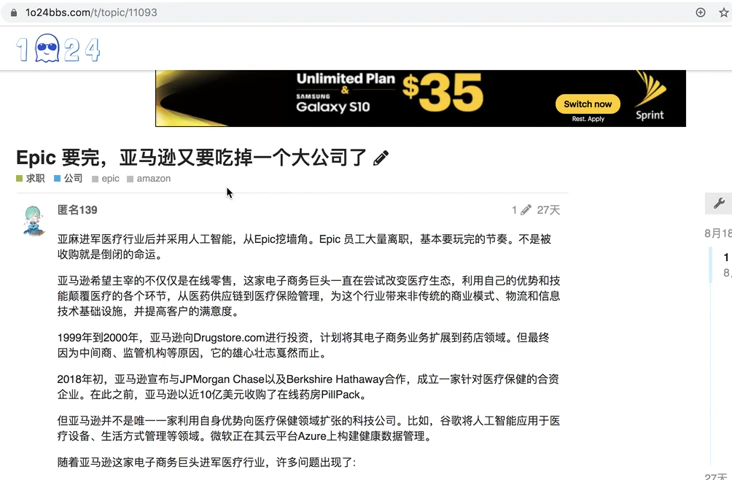 1o24bbs.com/t/topic/11093
1024
Unlimited Plan
&
SAMSUNG
Galaxy S10
$35
Switch now
Rest. Apply
Sprint
Epic 要完，亚马逊又要吃掉一个大公司了
求职 公司 epic amazon
匿名139
1
27天
亚麻进军医疗行业后并采用人工智能，从Epic挖墙角。Epic 员工大量离职，基本要玩完的节奏。不是被
收购就是倒闭的命运。
亚马逊希望主宰的不仅仅是在线零售，这家电子商务巨头一直在尝试改变医疗生态，利用自己的优势和技
能颠覆医疗的各个环节，从医药供应链到医疗保险管理，为这个行业带来非传统的商业模式、物流和信息
技术基础设施，并提高客户的满意度。
1999年到2000年，亚马逊向Drugstore.com进行投资，计划将其电子商务业务扩展到药店领域。但最终
因为中间商、监管机构等原因，它的雄心壮志戛然而止。
2018年初，亚马逊宣布与JPMorgan Chase以及Berkshire Hathaway合作，成立一家针对医疗保健的合资
企业。在此之前，亚马逊以近10亿美元收购了在线药房PillPack。
但亚马逊并不是唯一一家利用自身优势向医疗保健领域扩张的科技公司。比如，谷歌将人工智能应用于医
疗设备、生活方式管理等领域。微软正在其云平台Azure上构建健康数据管理。
随着亚马逊这家电子商务巨头进军医疗行业，许多问题出现了:
8月18
1
8月
27天